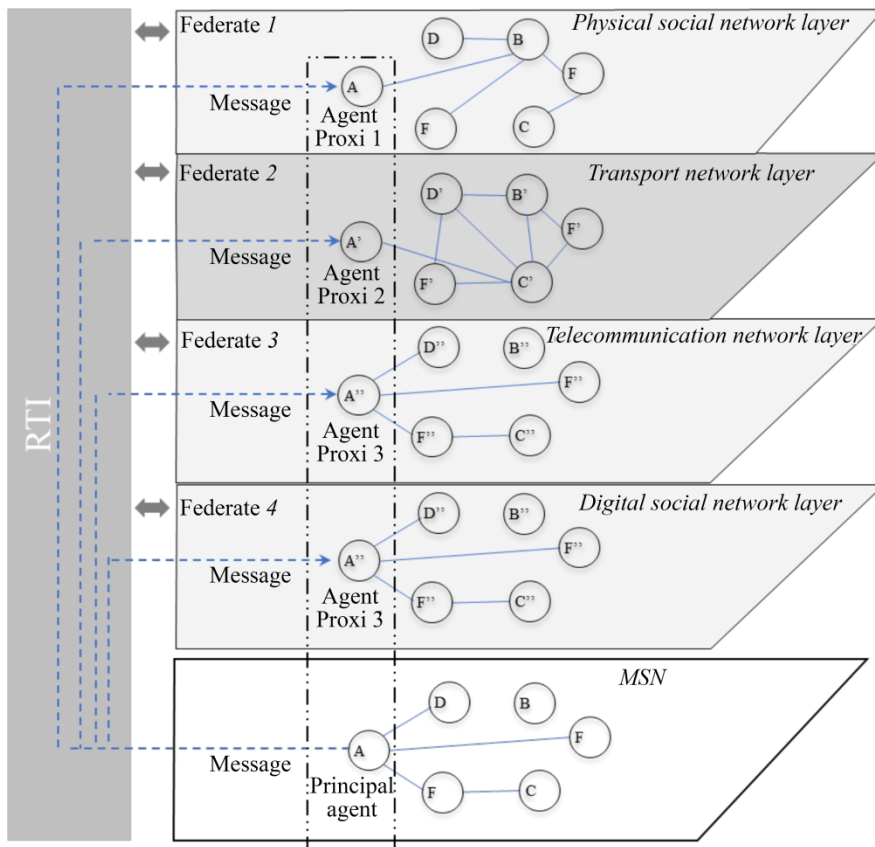 RTI
Federate 1
Physical social network layer
D
B
F
A
Message
Agent
Proxi 1
F
C
Federate 2
Transport network layer
D’
B’
F’
A’
Message
Agent
Proxi 2
F’
C’
Federate 3
Telecommunication network layer
D’’
B’’
F’’
A’’
Message
Agent
Proxi 3
F’’
C’’
Federate 4
Digital social network layer
D’’
B’’
F’’
A’’
Message
Agent
Proxi 3
F’’
C’’
MSN
D
B
F
A
Message
Principal
agent
F
C